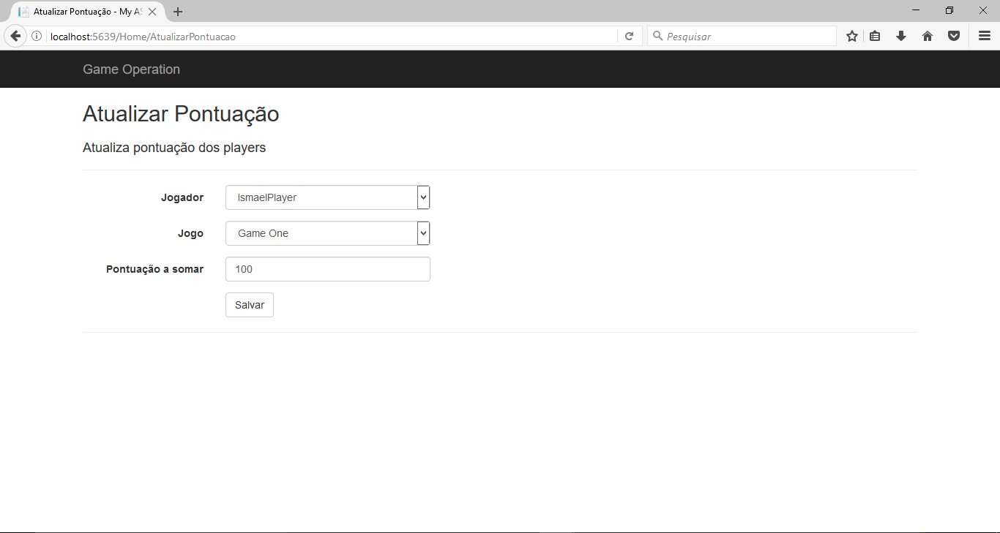 Atualizar Pontuação - My AS
localhost:5639/Home/AtualizarPontuacao
Pesquisar
Game Operation
Atualizar Pontuação
Atualiza pontuação dos players
Jogador IsmaelPlayer
Jogo Game One
Pontuação a somar 100
Salvar